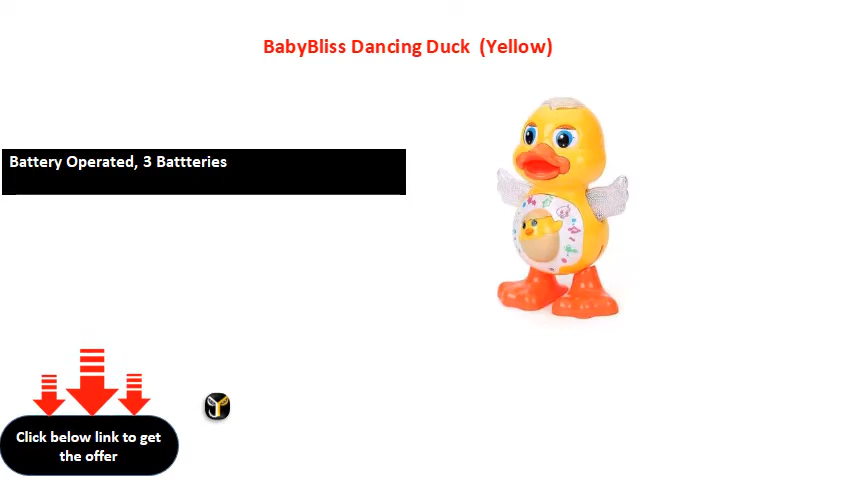 BabyBliss Dancing Duck (Yellow)
Battery Operated, 3 Battteries
Click below link to get
the offer